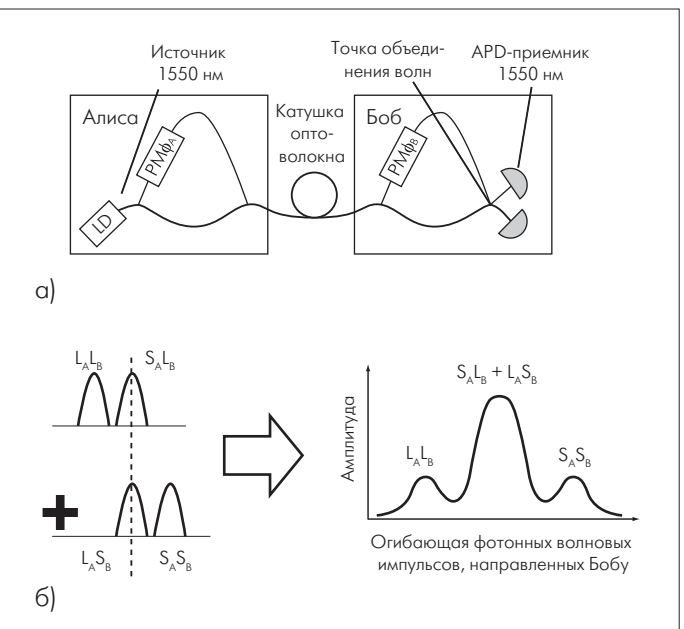 Источник
1550 нм
Точка объеди-
нения волн
APD-приемник
1550 нм
Алиса
Катушка
опто-
волокна
Боб
PMφA
PMφB
LD
а)
LALB
SALB
LASB
SASB
Амплитуда
SALB + LASB
LALB
SASB
Огибающая фотонных волновых
импульсов, направленных Бобу
б)